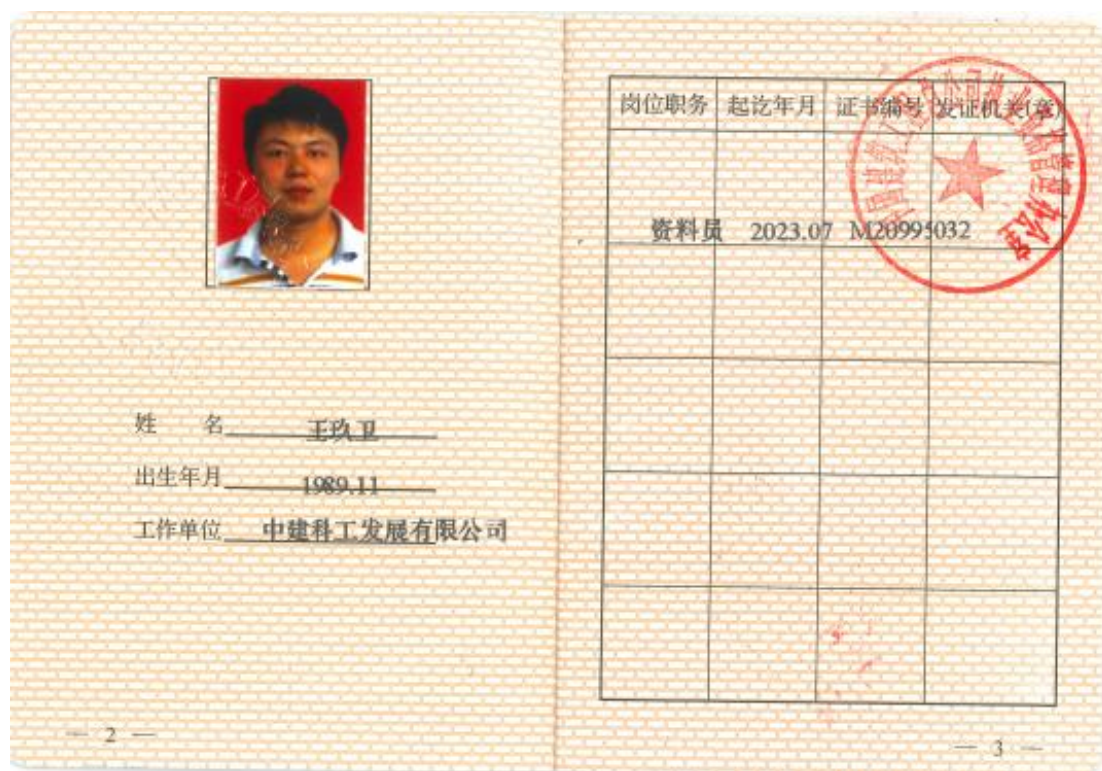 姓 名 王玖卫
出生年月 1989.11
工作单位 中建科工发展有限公司
— 2 —
岗位职务 起讫年月 证书编号 发证机关(章)
资料员 2023.07 M20995032
— 3 —